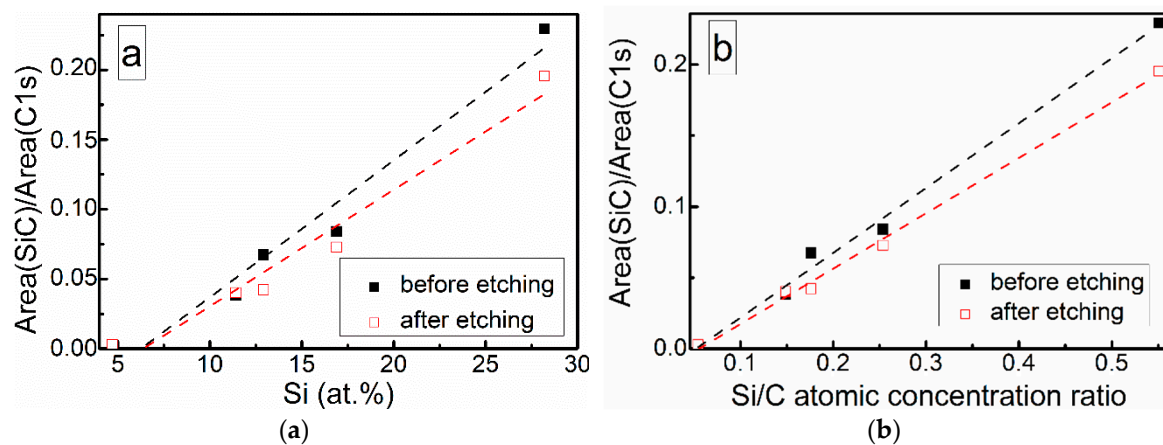 a
Area(SiC)/Area(C1s)
0.20
0.15
0.10
0.05
0.00
before etching
after etching
5 10 15 20 25 30
Si (at.%)
(a)
b
Area(SiC)/Area(C1s)
0.2
0.1
0.0
before etching
after etching
0.1 0.2 0.3 0.4 0.5
Si/C atomic concentration ratio
(b)